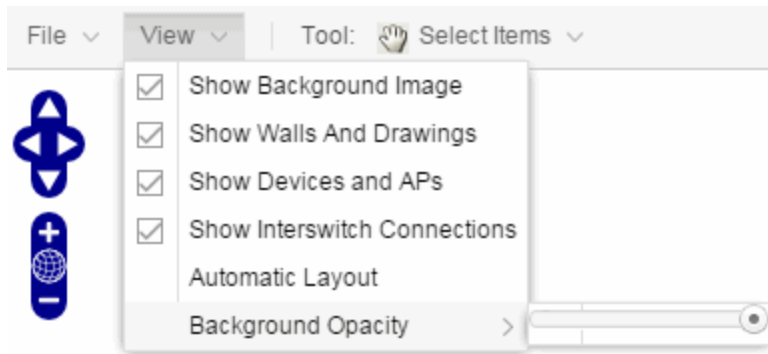 File View Tool: Select Items
Show Background Image
Show Walls And Drawings
Show Devices and APs
Show Interswitch Connections
Automatic Layout
Background Opacity